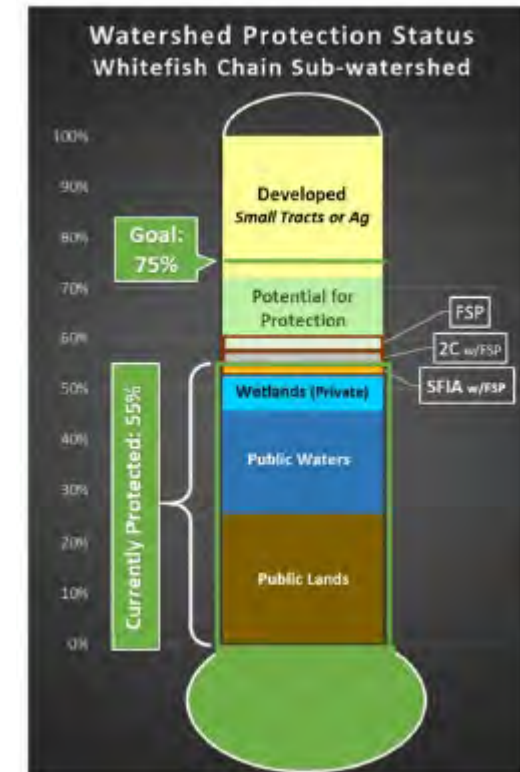 Watershed Protection Status
Whitefish Chain Sub-watershed
100%
90%
80%
70%
60%
50%
40%
30%
20%
10%
0%
Goal:
75%
Currently Protected: 55%
Developed
Small Tracts or Ag
Potential for
Protection
Wetlands (Private)
Public Waters
Public Lands
FSP
2C w/FSP
SFIA w/FSP